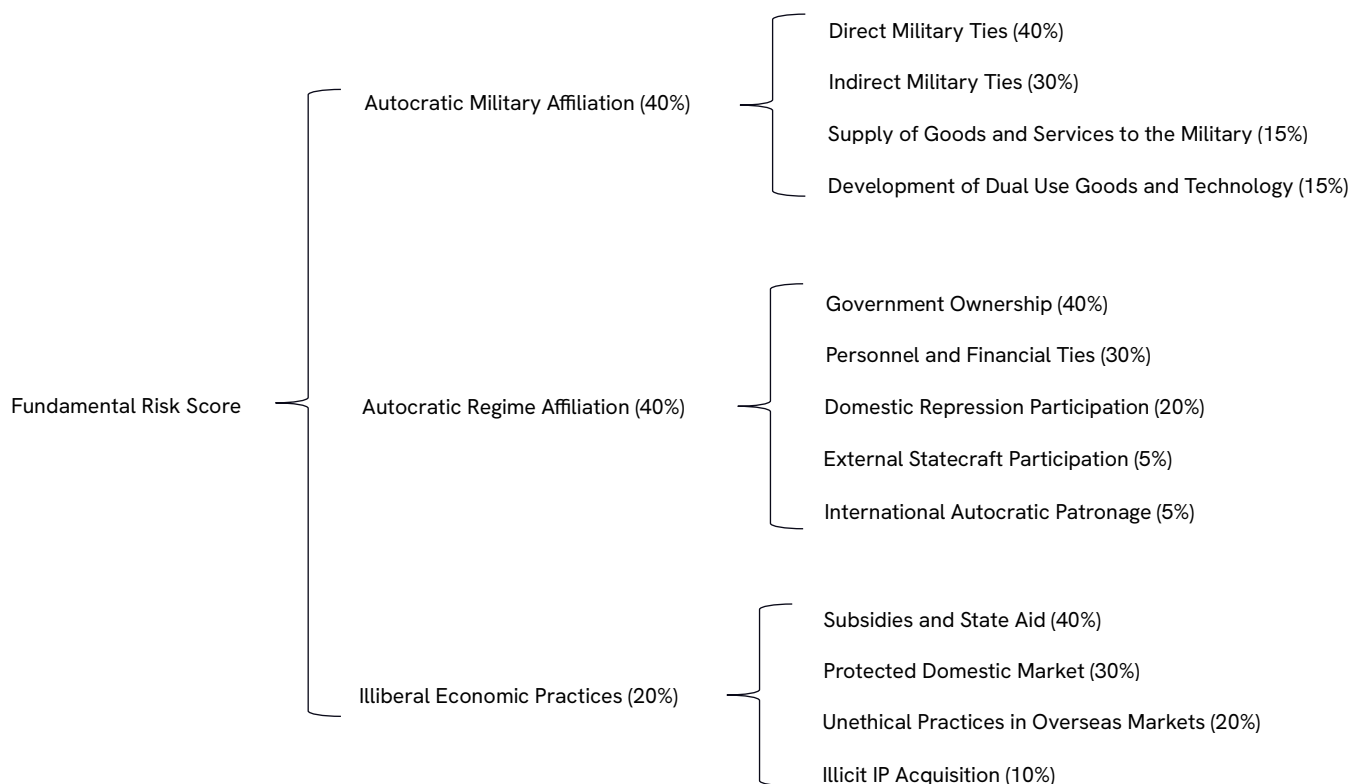 Fundamental Risk Score
Autocratic Military Affiliation (40%)
Direct Military Ties (40%)
Indirect Military Ties (30%)
Supply of Goods and Services to the Military (15%)
Development of Dual Use Goods and Technology (15%)
Autocratic Regime Affiliation (40%)
Government Ownership (40%)
Personnel and Financial Ties (30%)
Domestic Repression Participation (20%)
External Statecraft Participation (5%)
International Autocratic Patronage (5%)
Illiberal Economic Practices (20%)
Subsidies and State Aid (40%)
Protected Domestic Market (30%)
Unethical Practices in Overseas Markets (20%)
Illicit IP Acquisition (10%)